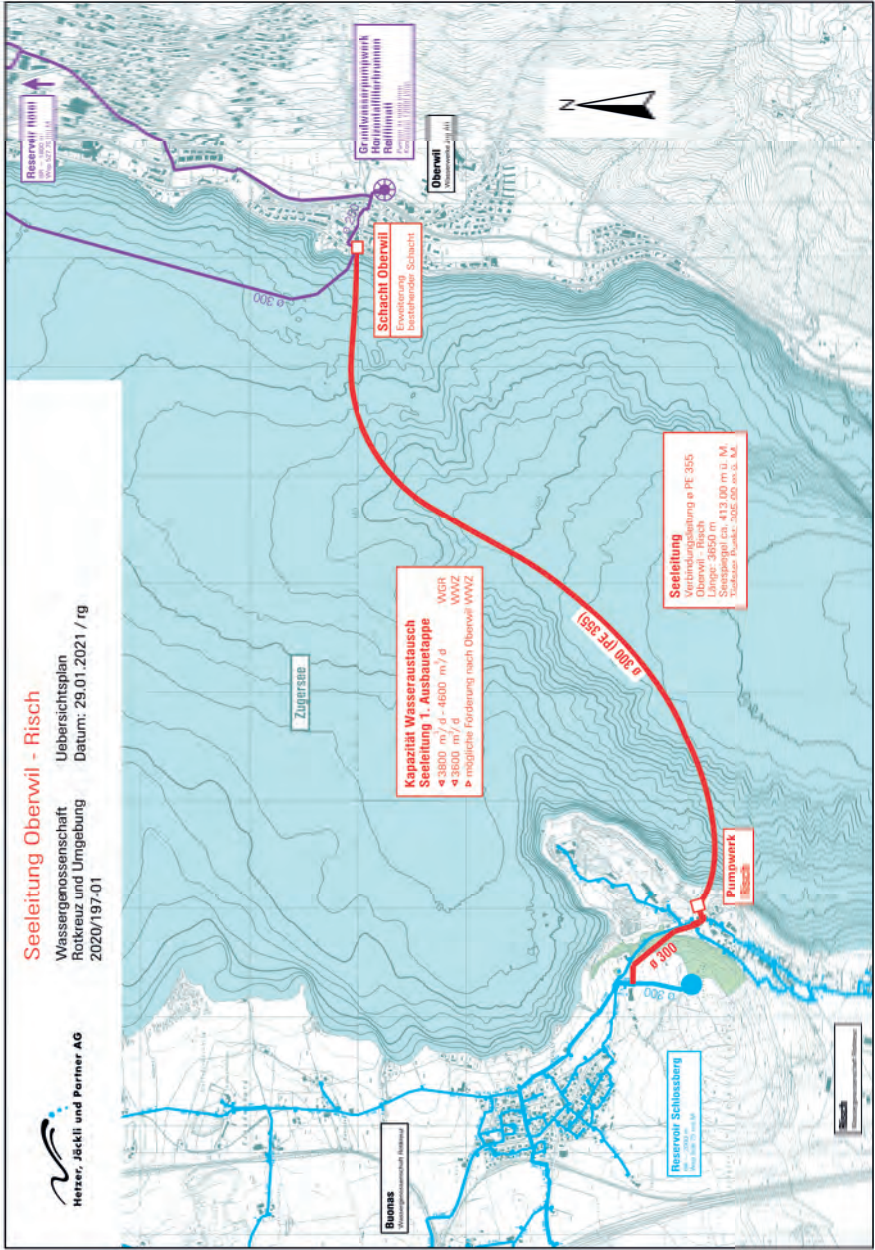 Hetzer, Jäckli und Partner AG
Seeleitung Oberwil - Risch
Wassergenossenschaft
Rotkreuz und Umgebung
2020/197-01
Uebersichtsplan
Datum: 29.01.2021 / rg
Zugersee
Kapazität Wasseraustausch
Seeleitung 1. Ausbauetappe
◁ 3800 m³/ d - 4600 m³/ d WGR
◁ 3600 m³/ d WWZ
▷ mögliche Förderung nach Oberwil WWZ
Seeleitung
Verbindungsleitung ø PE 355
Oberwil - Risch
Länge: 3650 m
Seespiegel ca. 413.00 m ü. M.
ø 300 (PE 355)
Schacht Oberwil
Erweiterung
bestehender Schacht
Grundwasserpumpwerk
Horizontalfilterbrunnen
Oberwil
N
ø 300
Pumpwerk
Risch
ø 300
ø 300
Reservoir Schlossberg
Buonas
Wassergenossenschaft Rotkreuz
Risch